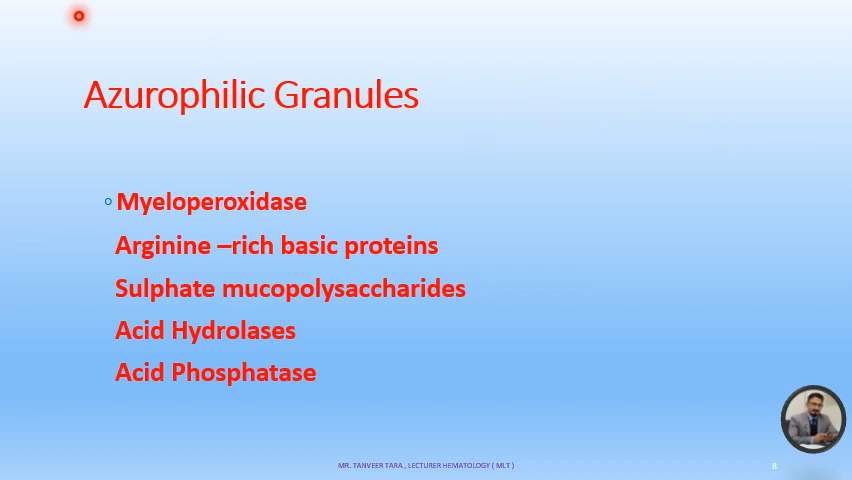 Azurophilic Granules
Myeloperoxidase
Arginine –rich basic proteins
Sulphate mucopolysaccharides
Acid Hydrolases
Acid Phosphatase
MR. TANVEER TARA , LECTURER HEMATOLOGY ( MLT )
8